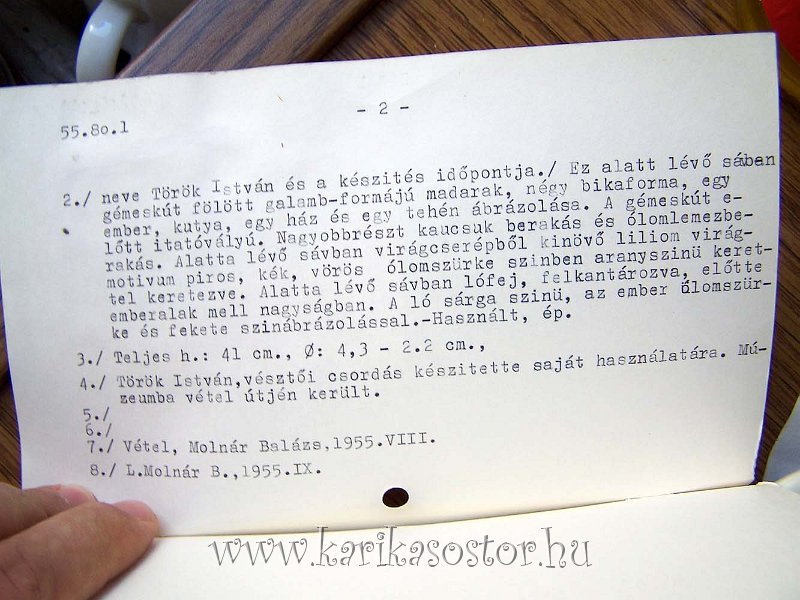 - 2 -
55.8o.l
2./ neve Török István és a készítés időpontja./ Ez alatt lévő sában
gémeskút fölött galamb-formájú madarak, négy bikaforma, egy
ember, kutya, egy ház és egy tehén ábrázolása. A gémeskút e-
lőtt itatóvályú. Nagyobbrészt kaucsuk berakás és ólomlemezbe-
rakás. Alatta lévő sávban virágcserépből kinövő liliom virág-
motivum piros, kék, vörös ólomszürke szinben aranyszinü keret-
tel keretezve. Alatta lévő sávban lófej, felkantározva, előtte
emberalak mell nagyságban. A ló sárga szinü, az ember ólomszür-
ke és fekete szinábrázolással.-Használt, ép.
3./ Teljes h.: 41 cm., Ø: 4,3 - 2.2 cm.,
4./ Török István,vésztői csordás készitette saját használatára. Mú-
zeumba vétel útjén került.
5./
6./
7./ Vétel, Molnár Balázs,1955.VIII.
8./ L.Molnár B.,1955.IX.
www.karikasostor.hu